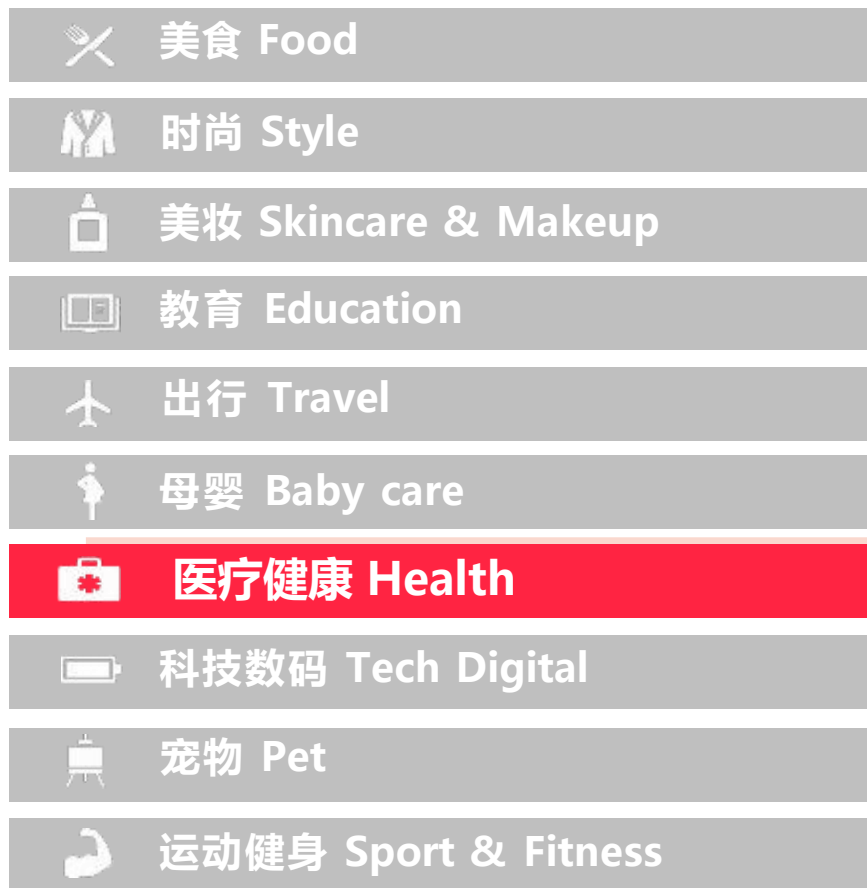 美食 Food
时尚 Style
美妆 Skincare & Makeup
教育 Education
出行 Travel
母婴 Baby care
医疗健康 Health
科技数码 Tech Digital
宠物 Pet
运动健身 Sport & Fitness